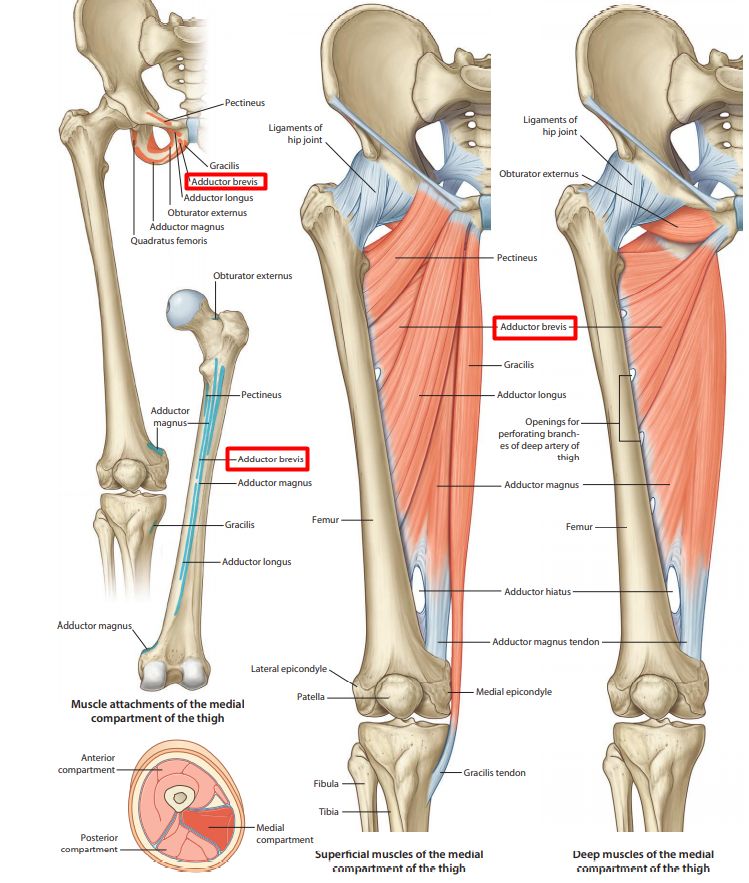 Pectineus
Gracilis
Adductor brevis
Adductor longus
Obturator externus
Adductor magnus
Quadratus femoris
Obturator externus
Pectineus
Adductor
magnus
Adductor brevis
Adductor magnus
Gracilis
Adductor longus
Adductor magnus
Muscle attachments of the medial
compartment of the thigh
Anterior
compartment
Posterior
compartment
Medial
compartment
Ligaments of
hip joint
Pectineus
Adductor brevis
Gracilis
Adductor longus
Adductor magnus
Femur
Adductor hiatus
Adductor magnus tendon
Lateral epicondyle
Patella
Medial epicondyle
Gracilis tendon
Fibula
Tibia
Superficial muscles of the medial
compartment of the thigh
Ligaments of
hip joint
Obturator externus
Openings for
perforating branch-
es of deep artery of
thigh
Femur
Deep muscles of the medial
compartment of the thigh